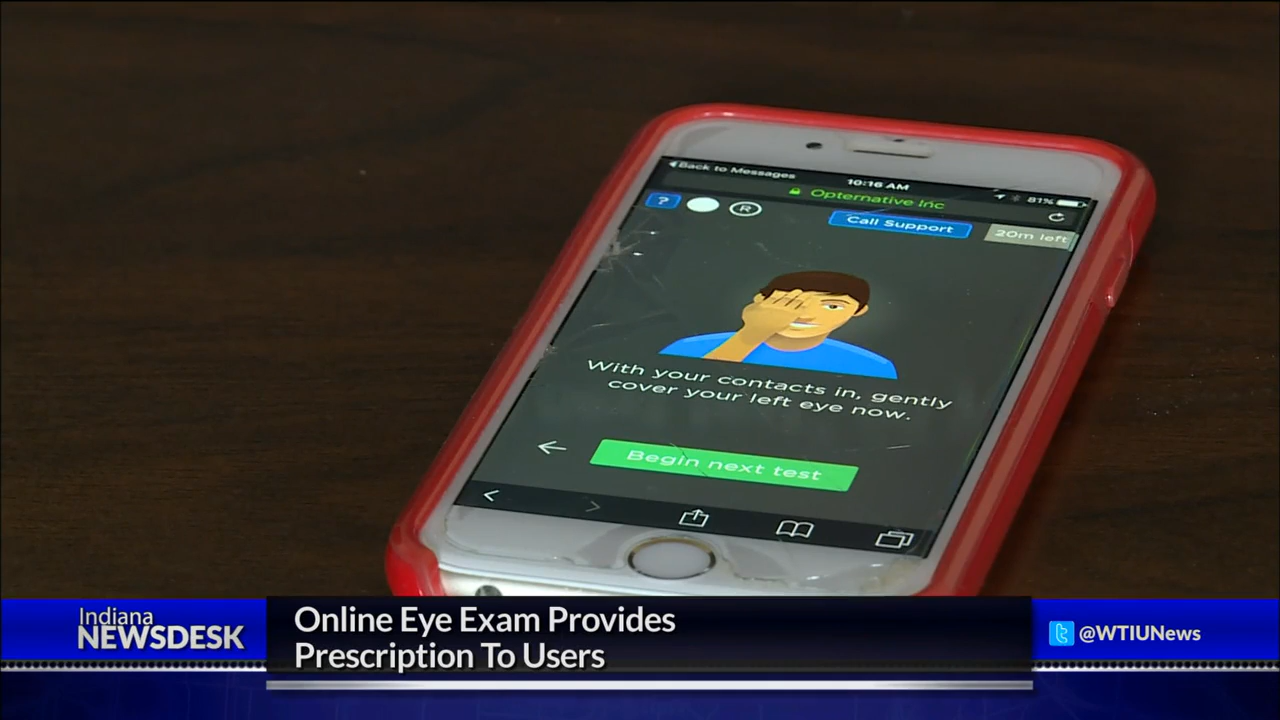 Back to Messages
10:16 AM
81%
Opternative Inc
?
R
Call Support
20m left
With your contacts in, gently
cover your left eye now.
Begin next test
Indiana
NEWSDESK
Online Eye Exam Provides
Prescription To Users
@WTIUNews